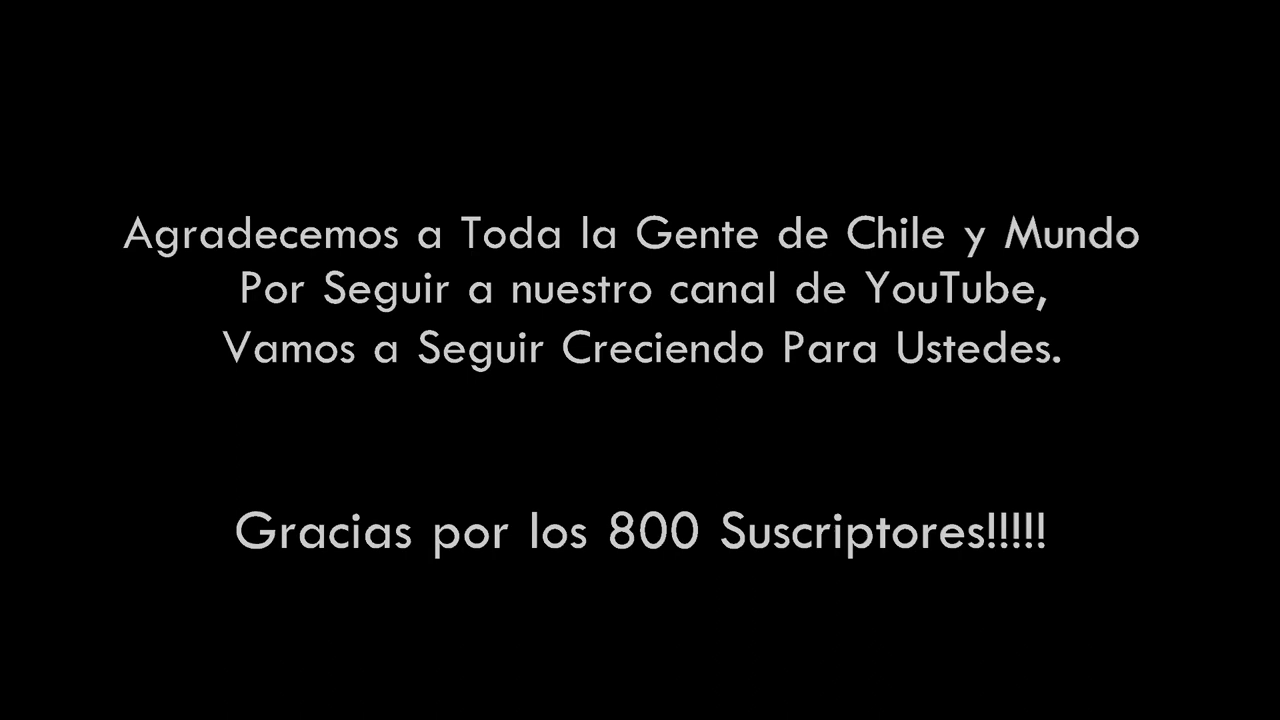 Agradecemos a Toda la Gente de Chile y Mundo
Por Seguir a nuestro canal de YouTube,
Vamos a Seguir Creciendo Para Ustedes.
Gracias por los 800 Suscriptores!!!!!